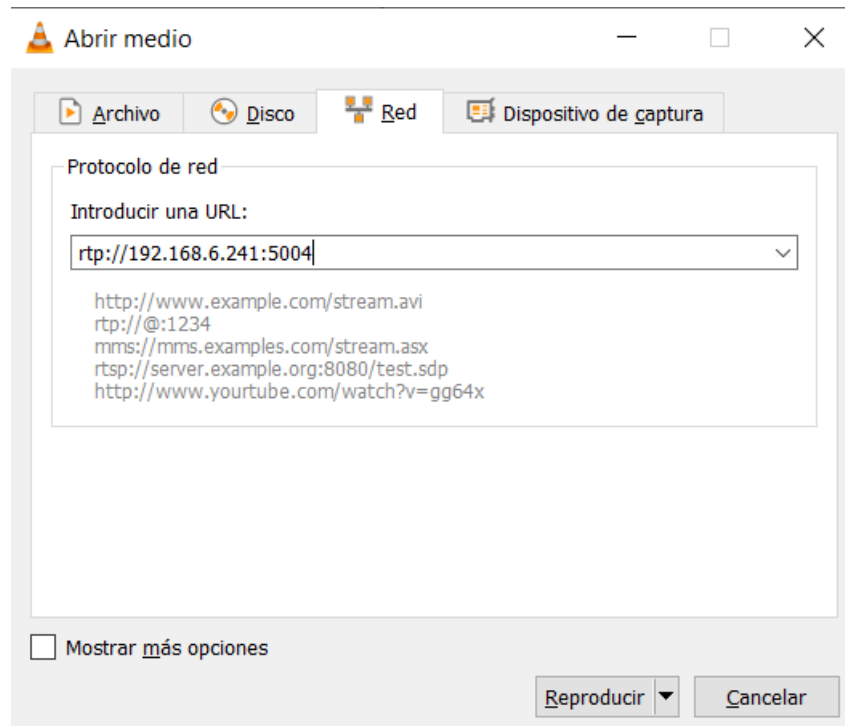 Abrir medio
Archivo Disco Red Dispositivo de captura
Protocolo de red
Introducir una URL:
rtp://192.168.6.241:5004
http://www.example.com/stream.avi
rtp://@:1234
mms://mms.examples.com/stream.asx
rtsp://server.example.org:8080/test.sdp
http://www.yourtube.com/watch?v=gg64x
Mostrar más opciones
Reproducir Cancelar